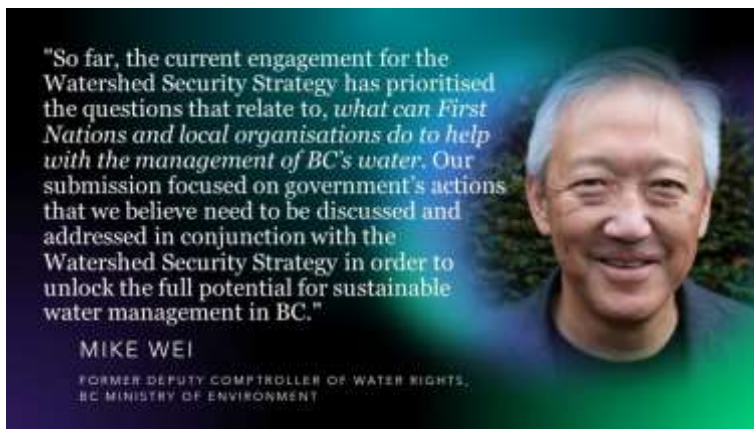 "So far, the current engagement for the
Watershed Security Strategy has prioritised
the questions that relate to, what can First
Nations and local organisations do to help
with the management of BC's water. Our
submission focused on government's actions
that we believe need to be discussed and
addressed in conjunction with the
Watershed Security Strategy in order to
unlock the full potential for sustainable
water management in BC."
MIKE WEI
FORMER DEPUTY COMPTROLLER OF WATER RIGHTS,
BC MINISTRY OF ENVIRONMENT